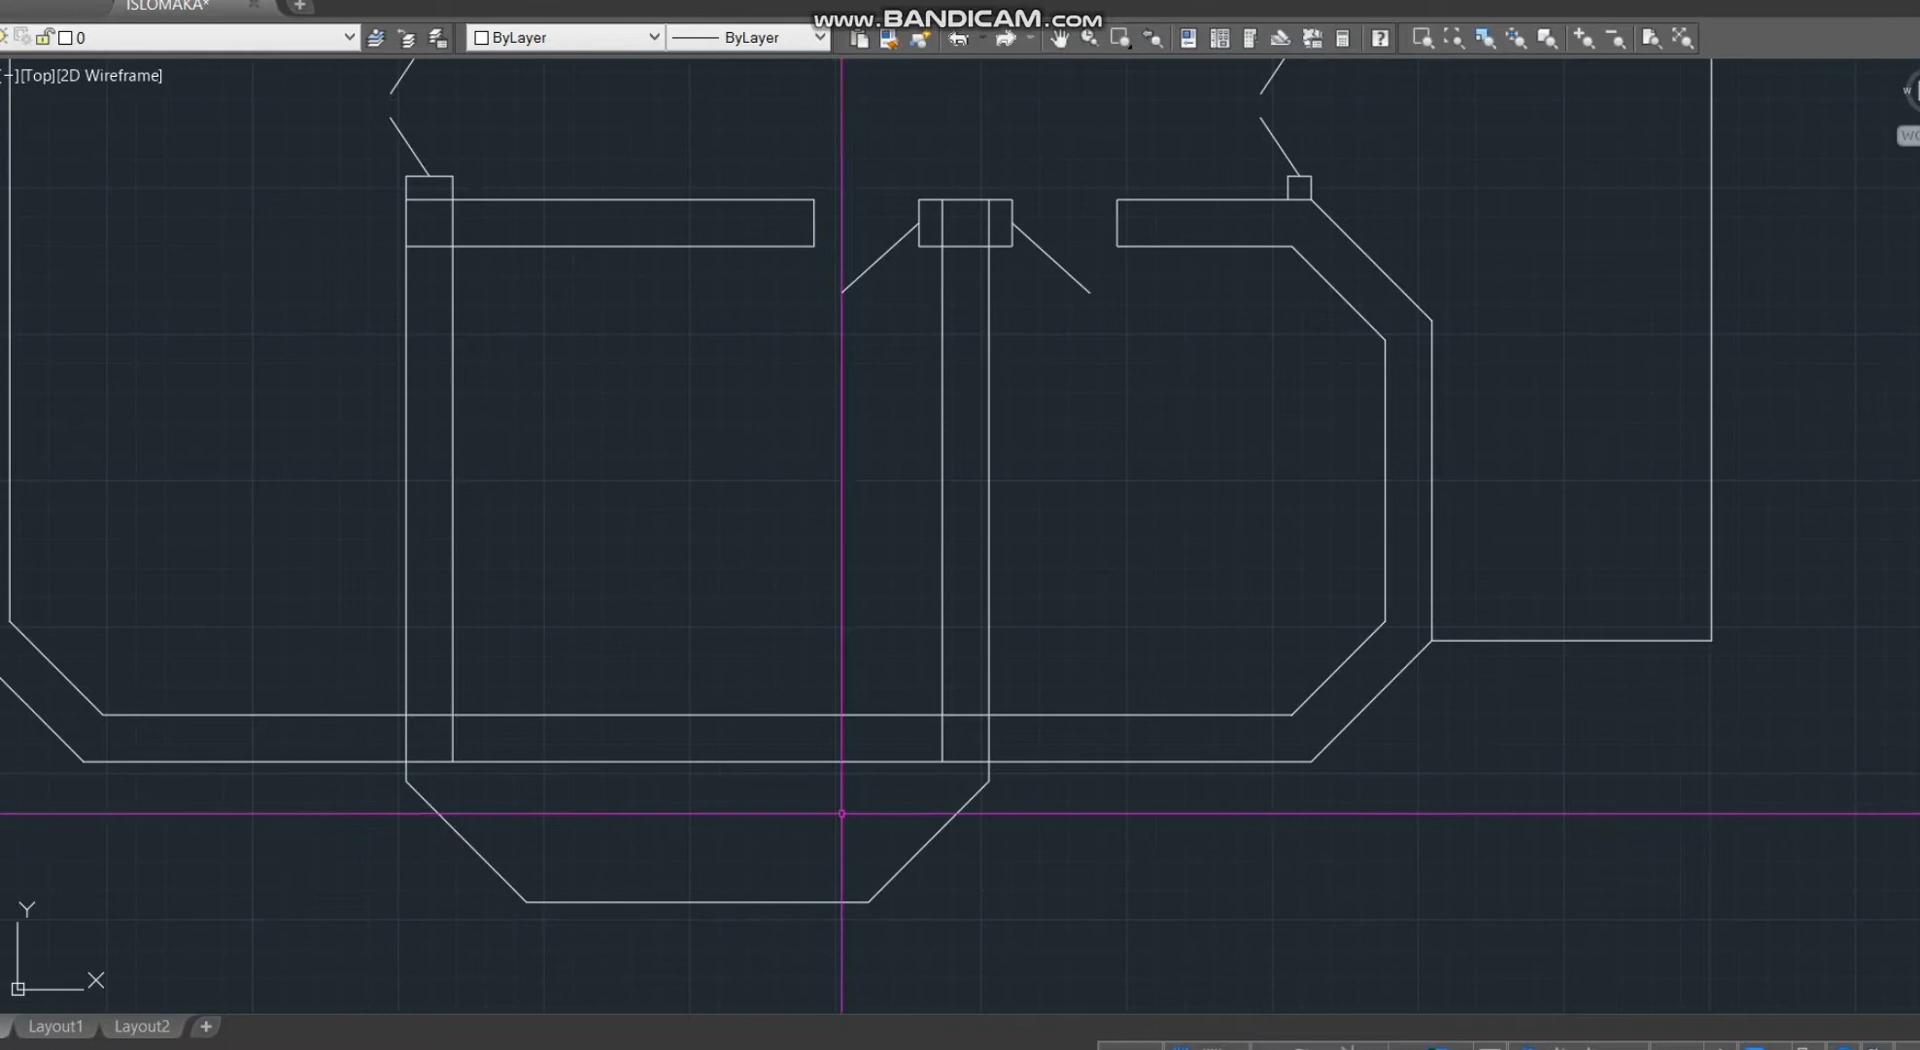 ISLOMAKA*
www.BANDICAM.com
0
ByLayer
ByLayer
[−][Top][2D Wireframe]
W
Y
X
Layout1
Layout2